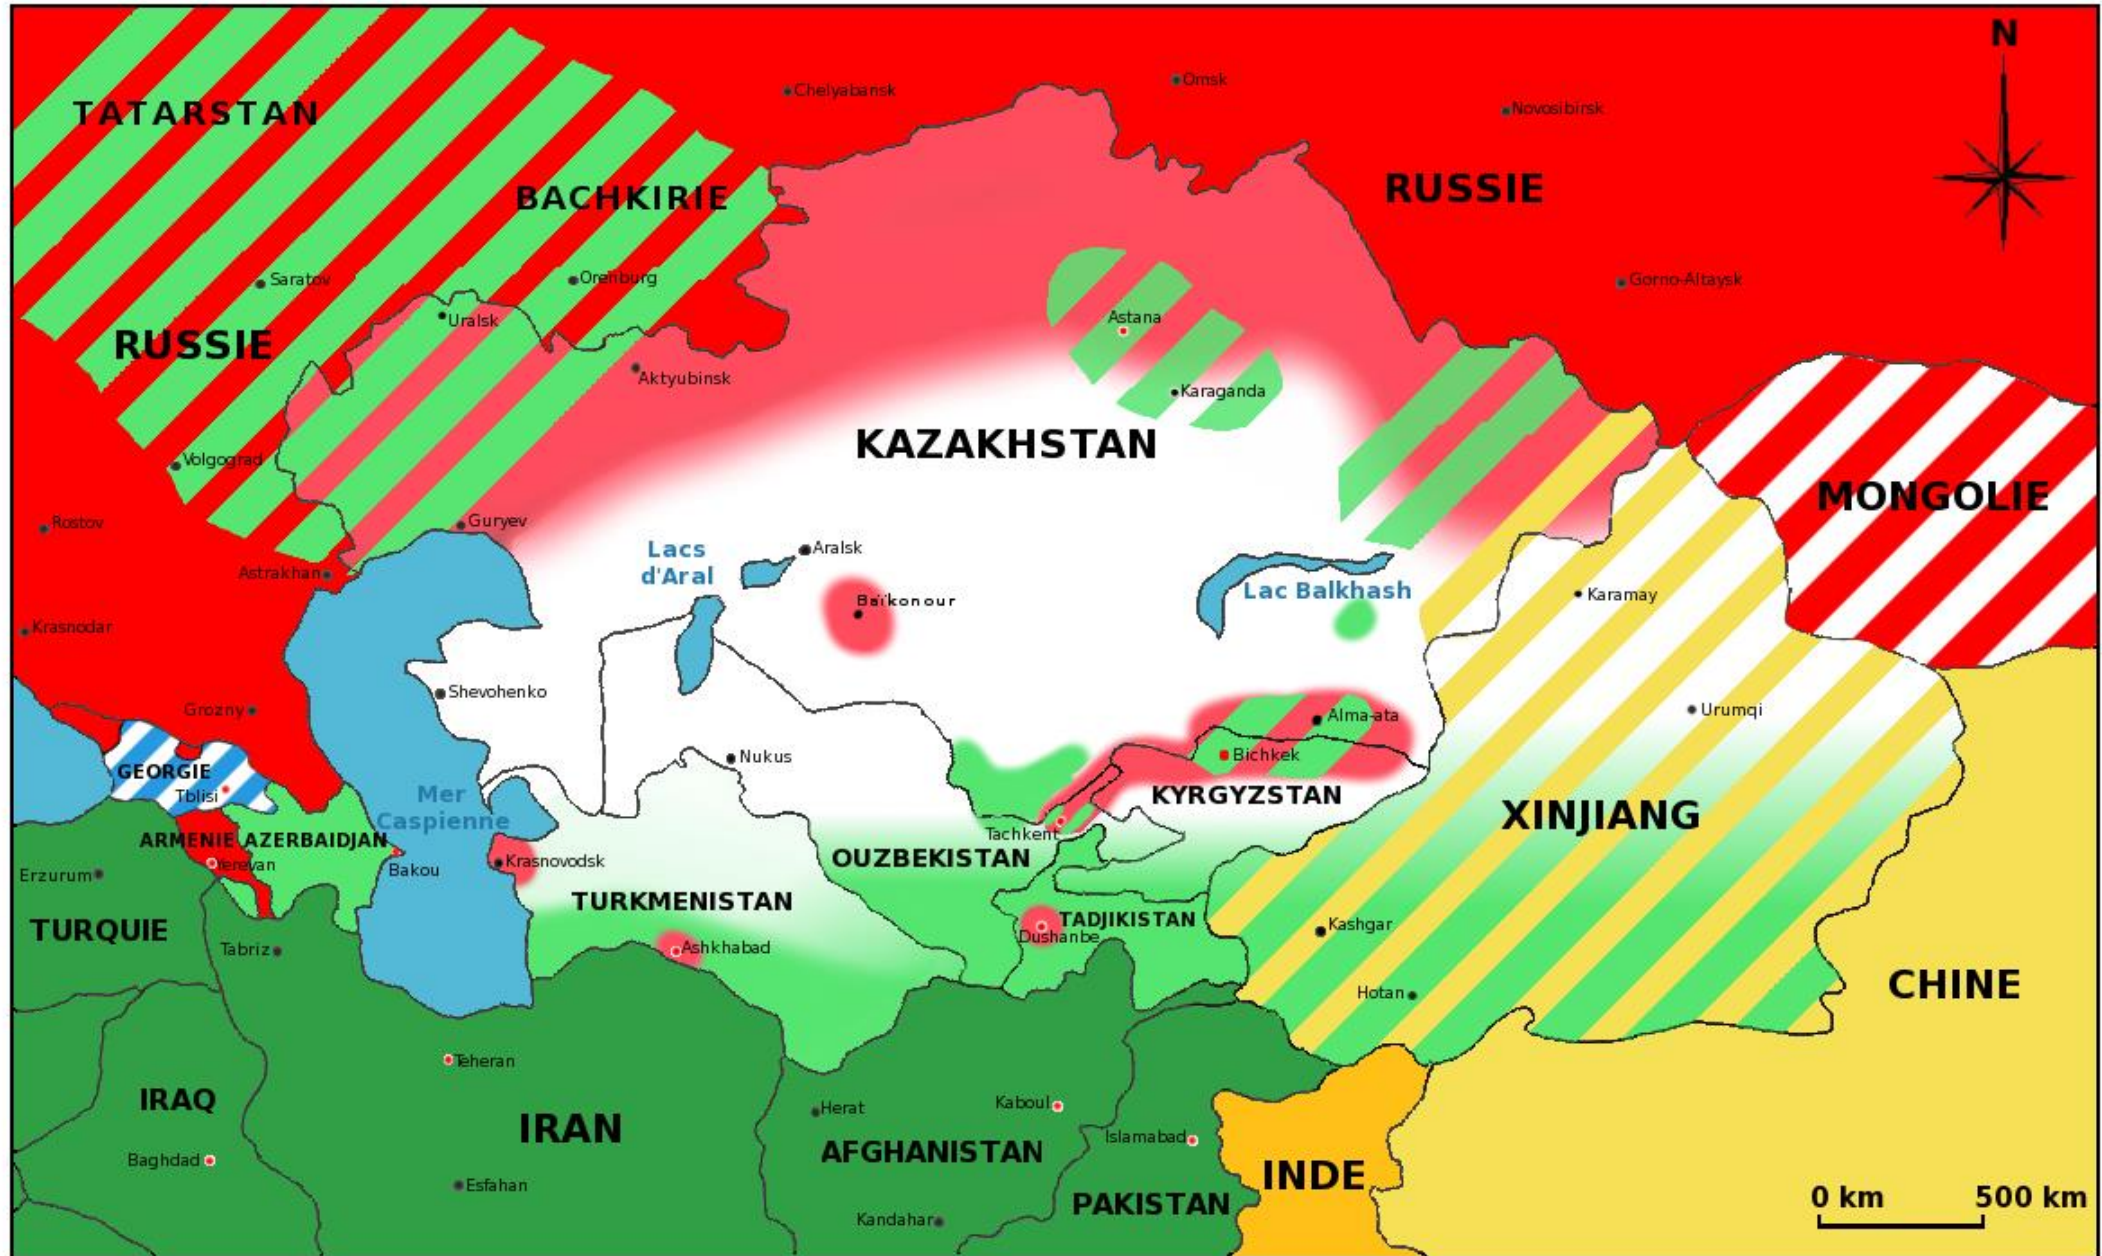 N
Chelyabansk
Omsk
Novosibirsk
TATARSTAN
BACHKIRIE
RUSSIE
Saratov
Orenburg
Gorno-Altaysk
Uralsk
Astana
RUSSIE
Aktyubinsk
Karaganda
KAZAKHSTAN
Volgograd
MONGOLIE
Rostov
Guryev
Lacs
d'Aral
Aralsk
Astrakhan
Lac Balkhash
Karamay
Baïkonour
Krasnodar
Shevohenko
Grozny
Urumqi
Alma-ata
Nukus
Bichkek
GEORGIE
Tblisi
Mer
Caspienne
KYRGYZSTAN
XINJIANG
Tachkent
ARMENIE
AZERBAIDJAN
Yerevan
Bakou
Krasnovodsk
OUZBEKISTAN
Erzurum
TURKMENISTAN
TADJIKISTAN
Dushanbe
Kashgar
TURQUIE
Tabriz
Ashkhabad
CHINE
Hotan
Teheran
IRAQ
IRAN
Herat
Kaboul
AFGHANISTAN
Islamabad
INDE
Baghdad
Esfahan
PAKISTAN
Kandahar
0 km
500 km